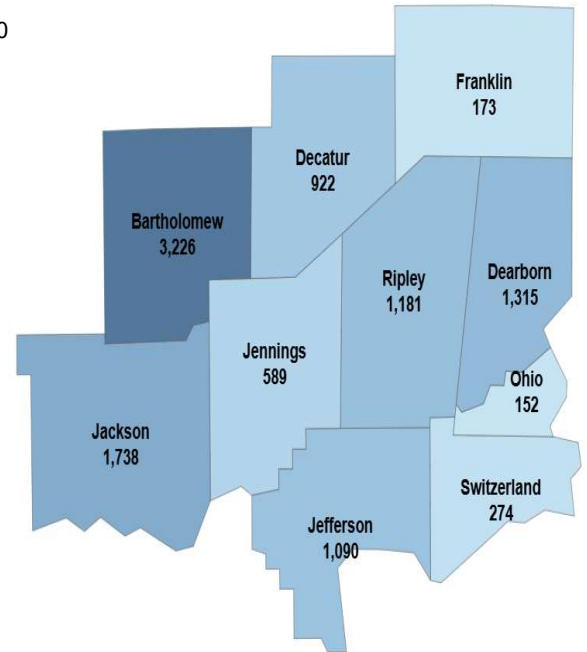 0
Franklin
173
Decatur
922
Bartholomew
3,226
Ripley
1,181
Dearborn
1,315
Jennings
589
Ohio
152
Jackson
1,738
Switzerland
274
Jefferson
1,090